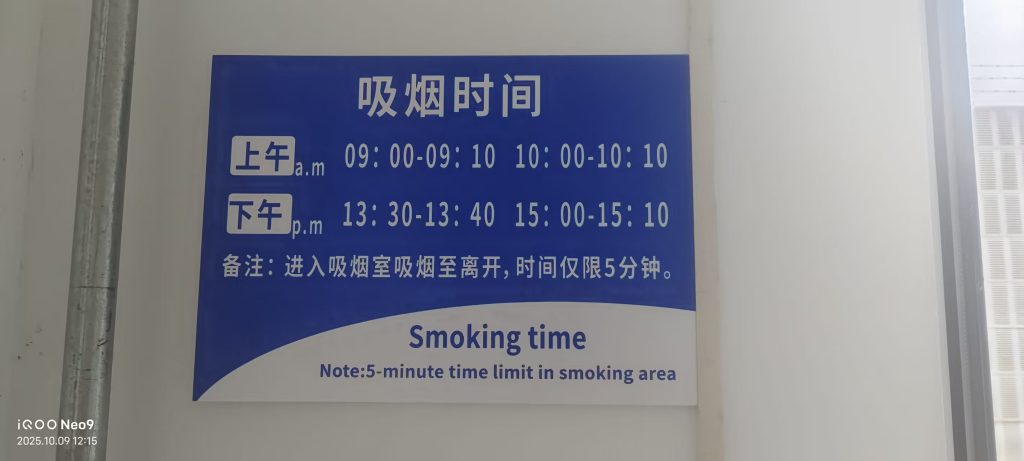 吸烟时间
上午 a.m 09：00-09：10 10：00-10：10
下午 p.m 13：30-13：40 15：00-15：10
备注：进入吸烟室吸烟至离开，时间仅限5分钟。
Smoking time
Note:5-minute time limit in smoking area
iQOO Neo9
2025.10.09 12:15